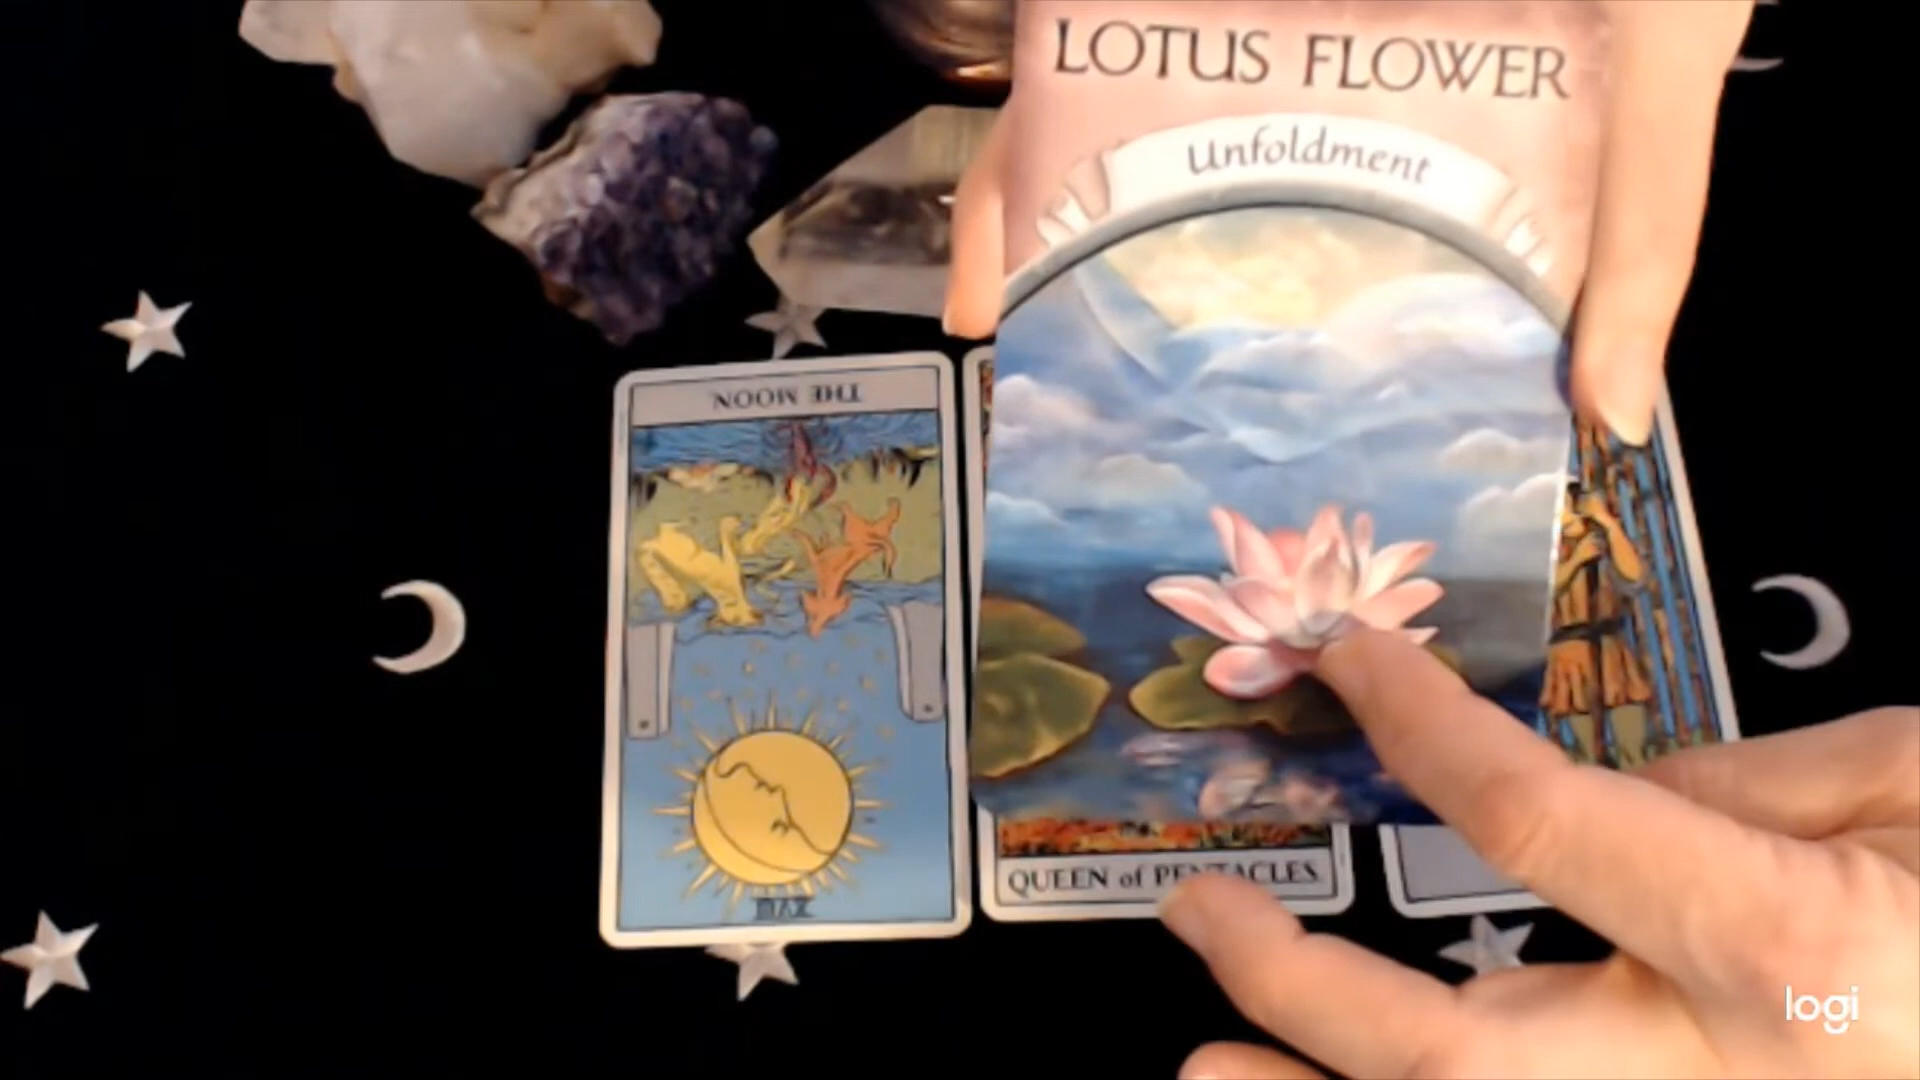 LOTUS FLOWER
Unfoldment
THE MOON.
XVIII
QUEEN of PENTACLES
logi